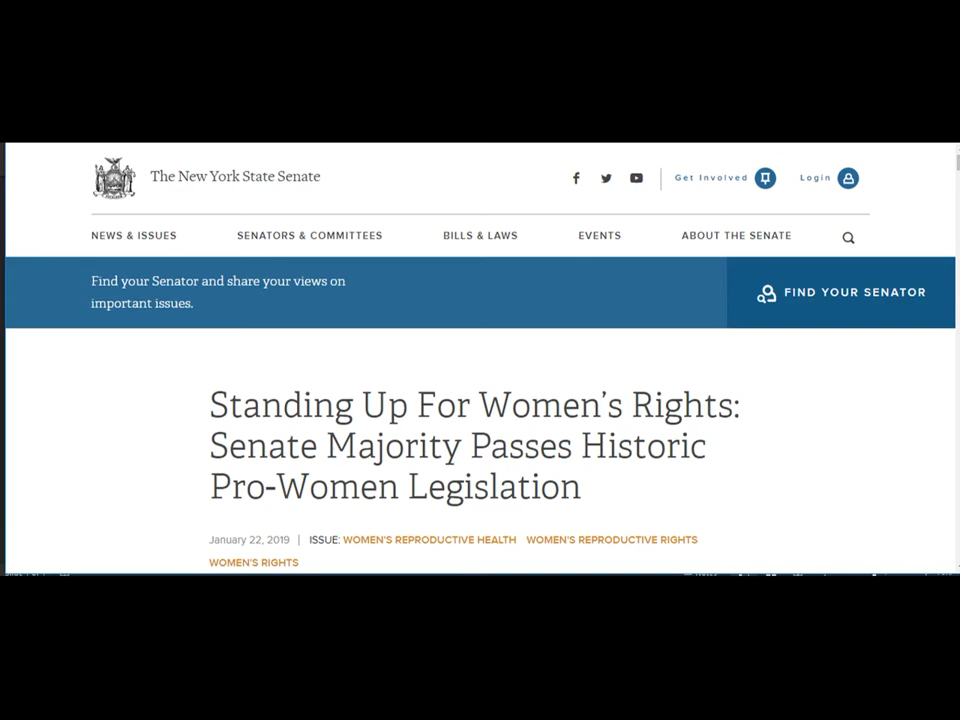 The New York State Senate
Get Involved
Login
NEWS & ISSUES
SENATORS & COMMITTEES
BILLS & LAWS
EVENTS
ABOUT THE SENATE
Find your Senator and share your views on
important issues.
FIND YOUR SENATOR
Standing Up For Women's Rights:
Senate Majority Passes Historic
Pro-Women Legislation
January 22, 2019 | ISSUE: WOMEN'S REPRODUCTIVE HEALTH WOMEN'S REPRODUCTIVE RIGHTS
WOMEN'S RIGHTS